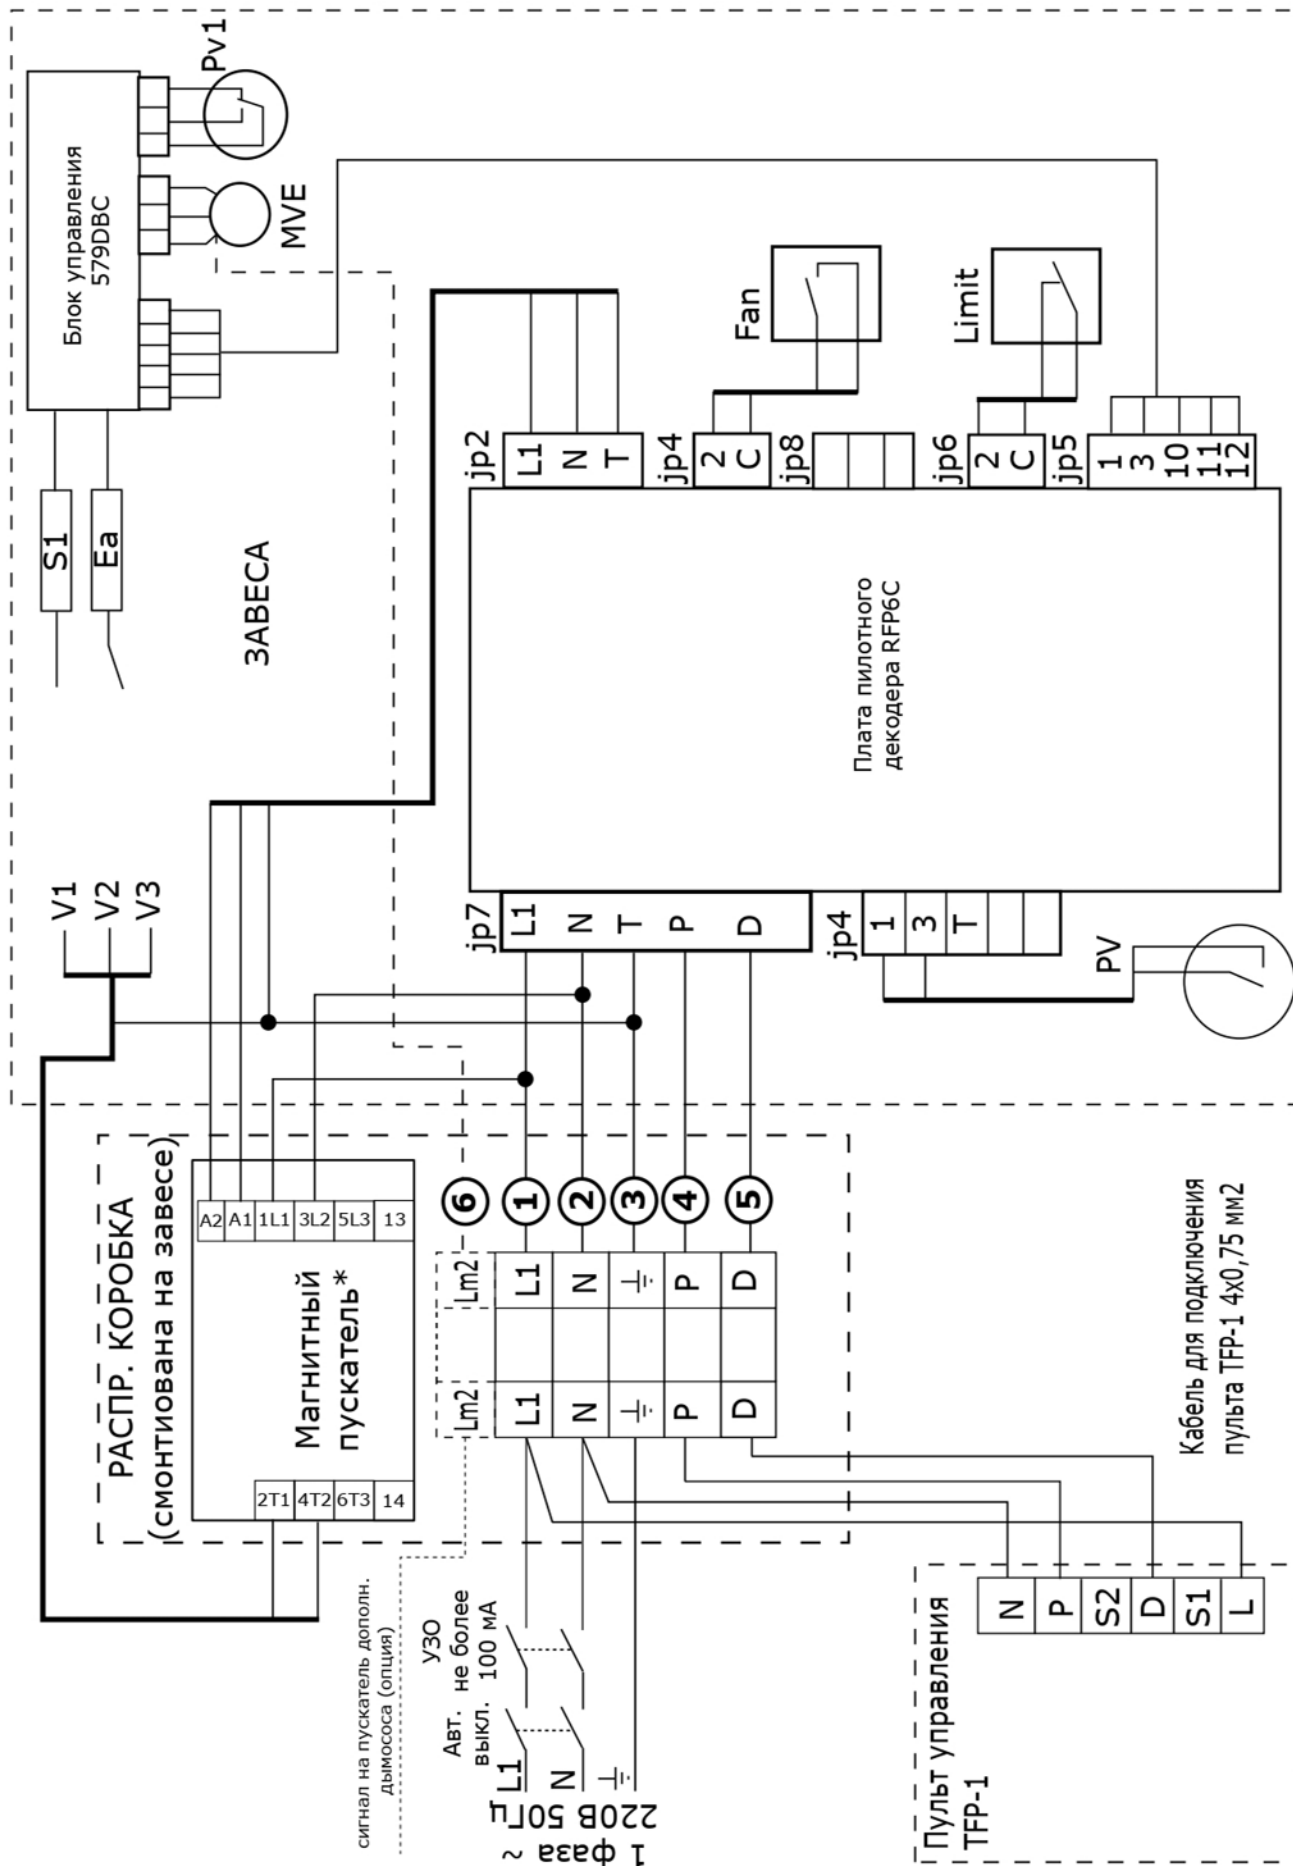 Блок управления
579DBC
Pv1
MVE
S1
Ea
ЗАВЕСА
V1
V2
V3
Fan
Limit
jp2
L1
N
T
jp4
2
C
jp8
jp6
2
C
jp5
1
3
10
11
12
Плата пилотного
декодера RFP6C
jp7
L1
N
T
P
D
jp4
1
3
T
PV
РАСПР. КОРОБКА
(смонтиована на завесе)
A2
A1
1L1
3L2
5L3
13
Магнитный
пускатель*
2T1
4T2
6T3
14
6
1
2
3
4
5
Lm2
L1
N
P
D
Lm2
L1
N
P
D
Кабель для подключения
пульта TFP-1 4x0,75 мм2
сигнал на пускатель дополн.
дымососа (опция)
УЗО
не более
100 мА
Авт.
выкл.
L1
N
220В 50Гц
1 фаза ~
Пульт управления
TFP-1
N
P
S2
D
S1
L